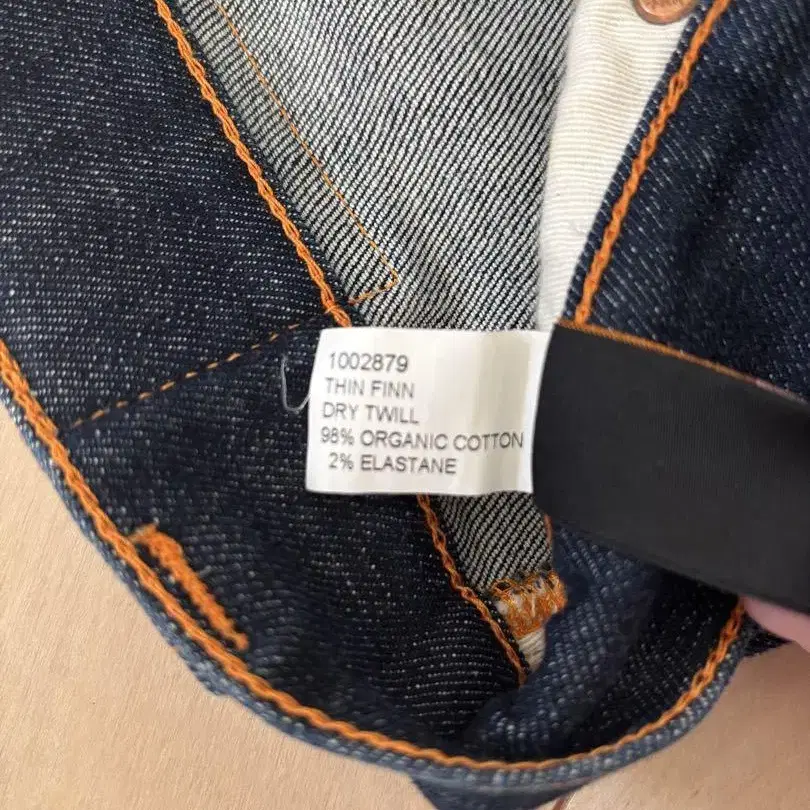 1002879
THIN FINN
DRY TWILL
98% ORGANIC COTTON
2% ELASTANE